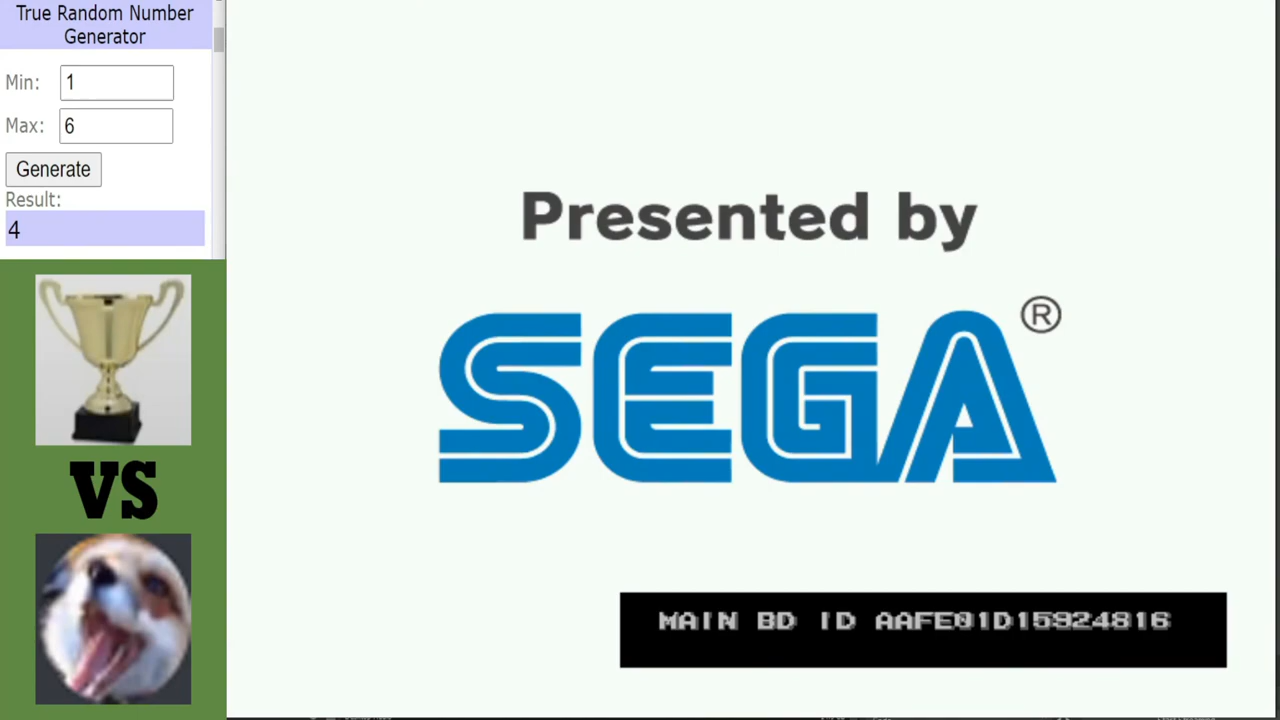 True Random Number
Generator
Min: 1
Max: 6
Generate
Result:
4
VS
Presented by
SEGA®
MAIN BD ID AAFE01D15924816